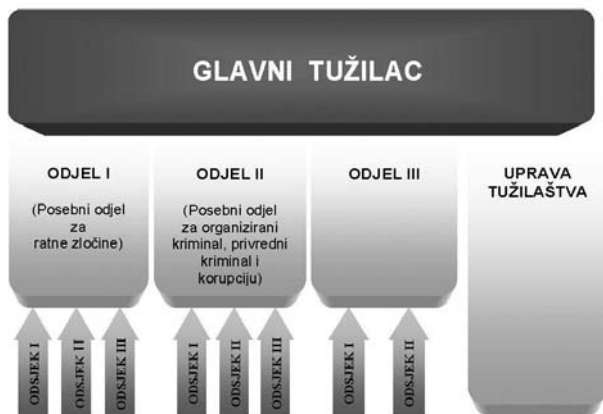 GLAVNI TUŽILAC
ODJEL I
(Posebni odjel
za
ratne zločine)
ODSJEK I
ODSJEK II
ODSJEK III
ODJEL II
(Posebni odjel
za organizirani
kriminal, privredni
kriminal i
korupciju)
ODSJEK I
ODSJEK II
ODSJEK III
ODJEL III
ODSJEK I
ODSJEK II
UPRAVA
TUŽILAŠTVA